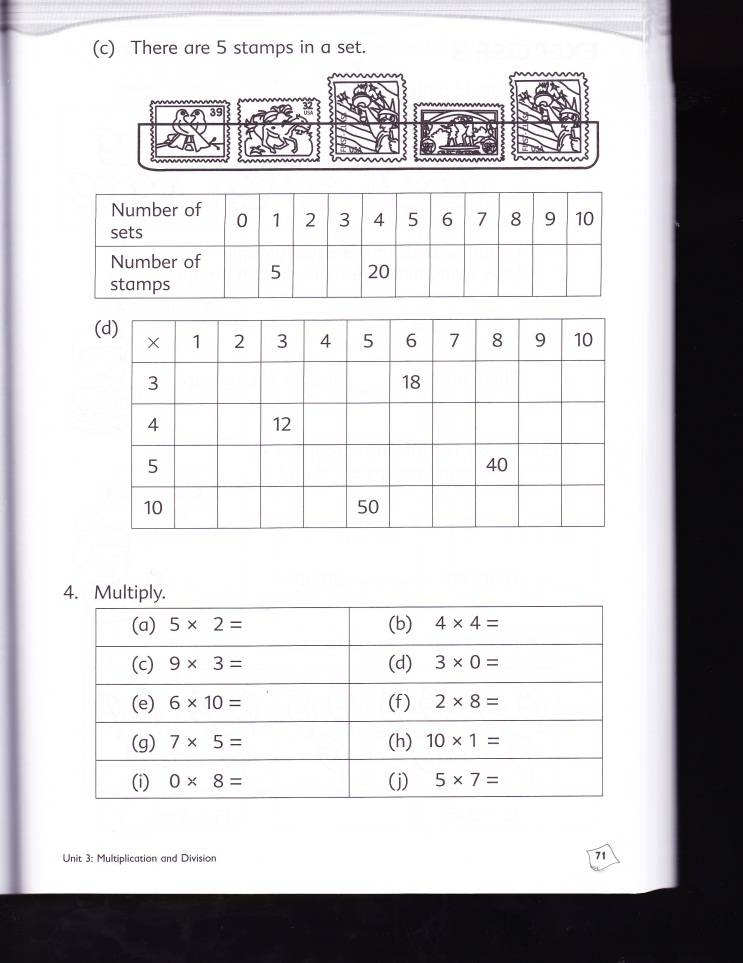 (c) There are 5 stamps in a set.
39
32
USA
FIRST-CLASS
USA
FIRST-CLASS
USA
Number of sets 0 1 2 3 4 5 6 7 8 9 10
Number of stamps 5 20
(d)
× 1 2 3 4 5 6 7 8 9 10
3 18
4 12
5 40
10 50
4. Multiply.
(a) 5 × 2 = (b) 4 × 4 =
(c) 9 × 3 = (d) 3 × 0 =
(e) 6 × 10 = (f) 2 × 8 =
(g) 7 × 5 = (h) 10 × 1 =
(i) 0 × 8 = (j) 5 × 7 =
Unit 3: Multiplication and Division
71